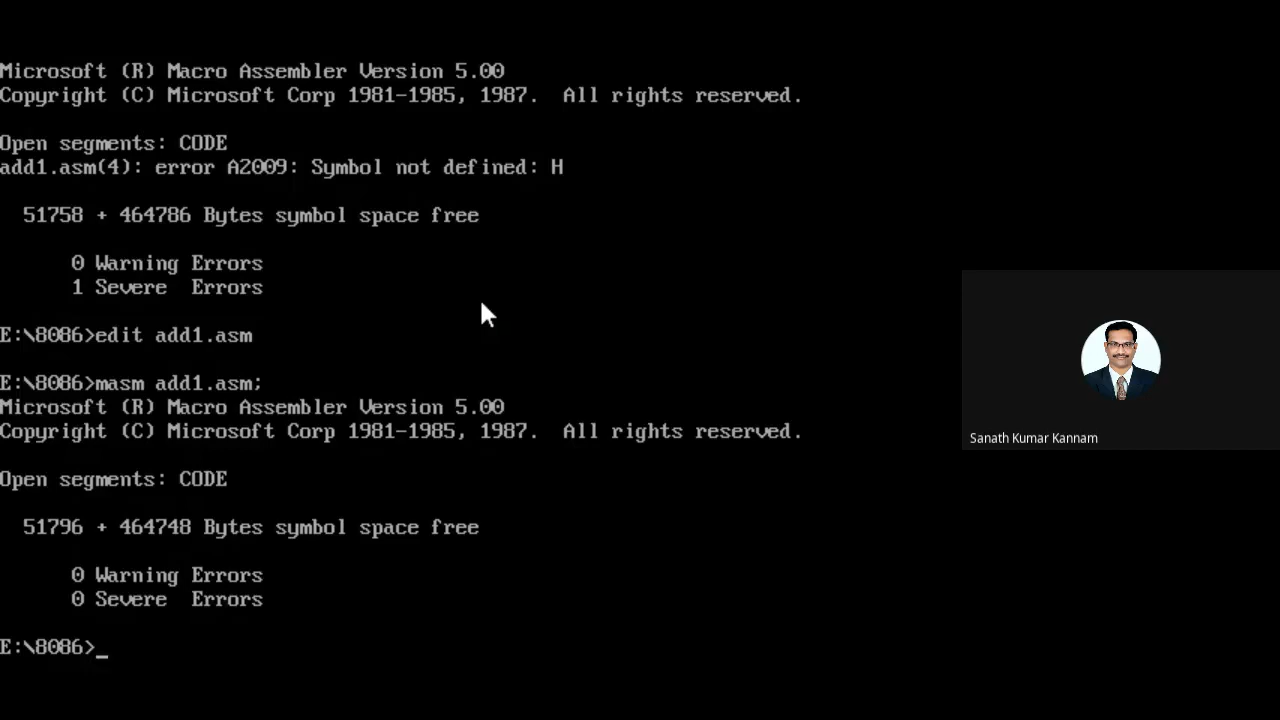 Microsoft (R) Macro Assembler Version 5.00
Copyright (C) Microsoft Corp 1981-1985, 1987.  All rights reserved.
Open segments: CODE
add1.asm(4): error A2009: Symbol not defined: H
51758 + 464786 Bytes symbol space free
0 Warning Errors
1 Severe  Errors
E:\8086>edit add1.asm
E:\8086>masm add1.asm;
Microsoft (R) Macro Assembler Version 5.00
Copyright (C) Microsoft Corp 1981-1985, 1987.  All rights reserved.
Open segments: CODE
51796 + 464748 Bytes symbol space free
0 Warning Errors
0 Severe  Errors
E:\8086>_
Sanath Kumar Kannam